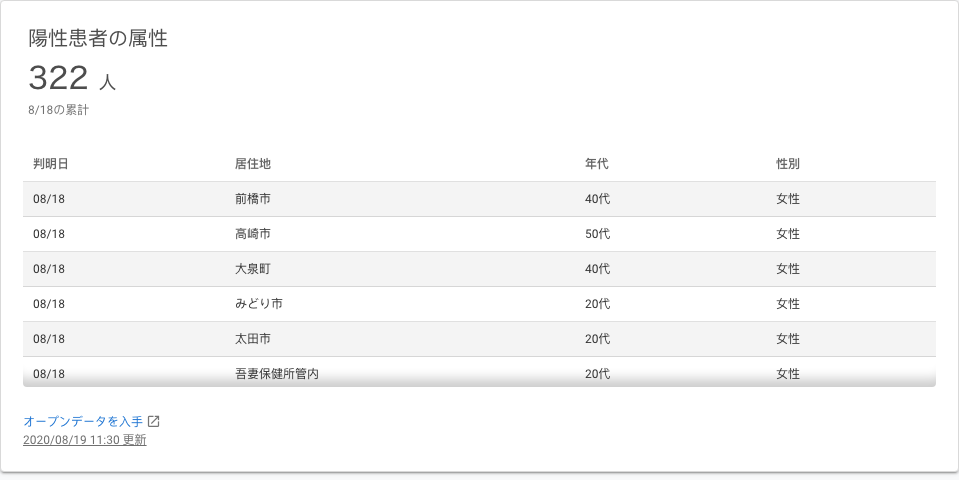 陽性患者の属性
322 人
8/18の累計
判明日 居住地 年代 性別
08/18 前橋市 40代 女性
08/18 高崎市 50代 女性
08/18 大泉町 40代 女性
08/18 みどり市 20代 女性
08/18 太田市 20代 女性
08/18 吾妻保健所管内 20代 女性
オープンデータを入手
2020/08/19 11:30 更新